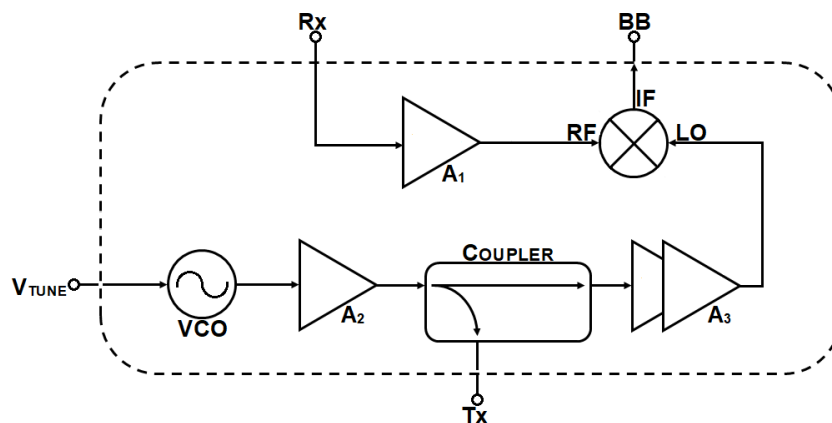 Rx
BB
IF
RF
LO
A1
COUPLER
VTUNE
VCO
A2
A3
Tx